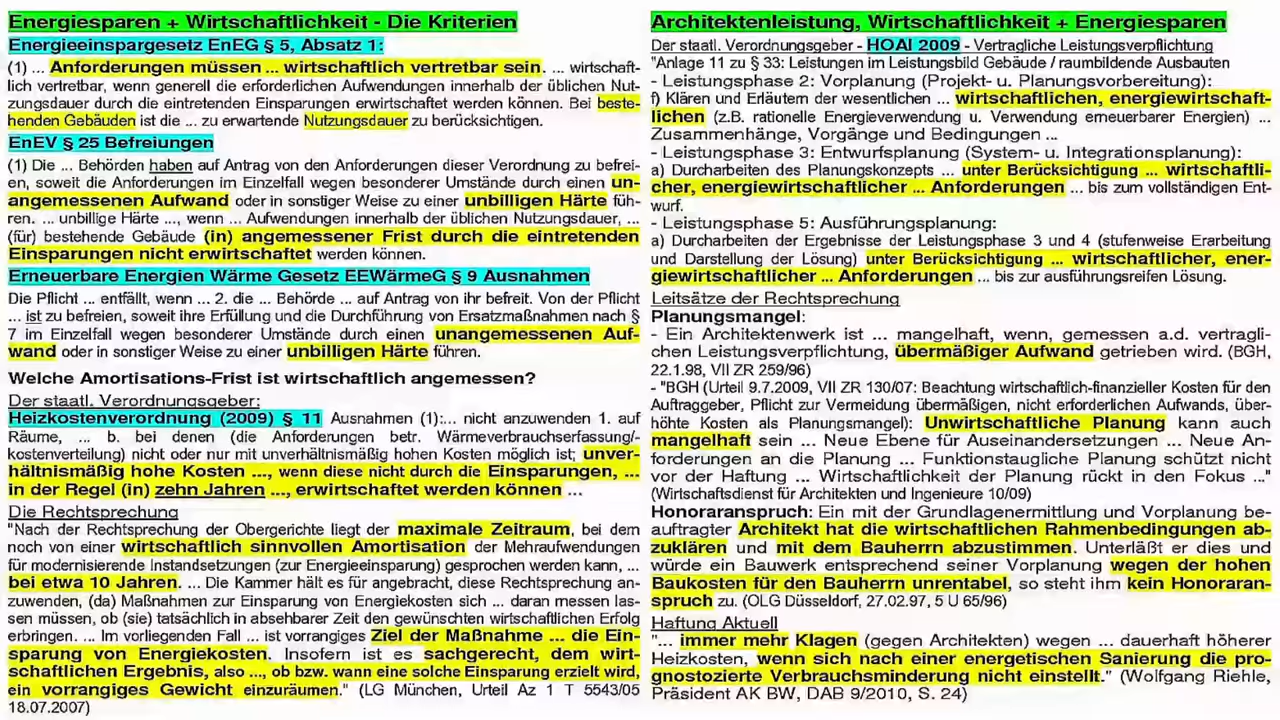 Energiesparen + Wirtschaftlichkeit - Die Kriterien
Energieeinspargesetz EnEG § 5, Absatz 1:
(1) ... Anforderungen müssen ... wirtschaftlich vertretbar sein. ... wirtschaft-
lich vertretbar, wenn generell die erforderlichen Aufwendungen innerhalb der üblichen Nut-
zungsdauer durch die eintretenden Einsparungen erwirtschaftet werden können. Bei beste-
henden Gebäuden ist die ... zu erwartende Nutzungsdauer zu berücksichtigen.
EnEV § 25 Befreiungen
(1) Die ... Behörden haben auf Antrag von den Anforderungen dieser Verordnung zu befrei-
en, soweit die Anforderungen im Einzelfall wegen besonderer Umstände durch einen un-
angemessenen Aufwand oder in sonstiger Weise zu einer unbilligen Härte füh-
ren. ... unbillige Härte ..., wenn ... Aufwendungen innerhalb der üblichen Nutzungsdauer, ...
(für) bestehende Gebäude (in) angemessener Frist durch die eintretenden
Einsparungen nicht erwirtschaftet werden können.
Erneuerbare Energien Wärme Gesetz EEWärmeG § 9 Ausnahmen
Die Pflicht ... entfällt, wenn ... 2. die ... Behörde ... auf Antrag von ihr befreit. Von der Pflicht
... ist zu befreien, soweit ihre Erfüllung und die Durchführung von Ersatzmaßnahmen nach §
7 im Einzelfall wegen besonderer Umstände durch einen unangemessenen Auf-
wand oder in sonstiger Weise zu einer unbilligen Härte führen.
Welche Amortisations-Frist ist wirtschaftlich angemessen?
Der staatl. Verordnungsgeber:
Heizkostenverordnung (2009) § 11 Ausnahmen (1):... nicht anzuwenden 1. auf
Räume, ... b. bei denen (die Anforderungen betr. Wärmeverbrauchserfassung/-
kostenverteilung) nicht oder nur mit unverhältnismäßig hohen Kosten möglich ist; unver-
hältnismäßig hohe Kosten ..., wenn diese nicht durch die Einsparungen, ...
in der Regel (in) zehn Jahren ..., erwirtschaftet werden können ...
Die Rechtsprechung
"Nach der Rechtsprechung der Obergerichte liegt der maximale Zeitraum, bei dem
noch von einer wirtschaftlich sinnvollen Amortisation der Mehraufwendungen
für modernisierende Instandsetzungen (zur Energieeinsparung) gesprochen werden kann, ...
bei etwa 10 Jahren. ... Die Kammer hält es für angebracht, diese Rechtsprechung an-
zuwenden, (da) Maßnahmen zur Einsparung von Energiekosten sich ... daran messen las-
sen müssen, ob (sie) tatsächlich in absehbarer Zeit den gewünschten wirtschaftlichen Erfolg
erbringen. ... Im vorliegenden Fall ... ist vorrangiges Ziel der Maßnahme ... die Ein-
sparung von Energiekosten. Insofern ist es sachgerecht, dem wirt-
schaftlichen Ergebnis, also ..., ob bzw. wann eine solche Einsparung erzielt wird,
ein vorrangiges Gewicht einzuräumen." (LG München, Urteil Az 1 T 5543/05
18.07.2007)
Architektenleistung, Wirtschaftlichkeit + Energiesparen
Der staatl. Verordnungsgeber - HOAI 2009 - Vertragliche Leistungsverpflichtung
"Anlage 11 zu § 33: Leistungen im Leistungsbild Gebäude / raumbildende Ausbauten
- Leistungsphase 2: Vorplanung (Projekt- u. Planungsvorbereitung):
f) Klären und Erläutern der wesentlichen ... wirtschaftlichen, energiewirtschaft-
lichen (z.B. rationelle Energieverwendung u. Verwendung erneuerbarer Energien) ...
Zusammenhänge, Vorgänge und Bedingungen ...
- Leistungsphase 3: Entwurfsplanung (System- u. Integrationsplanung):
a) Durcharbeiten des Planungskonzepts ... unter Berücksichtigung ... wirtschaftli-
cher, energiewirtschaftlicher ... Anforderungen ... bis zum vollständigen Ent-
wurf.
- Leistungsphase 5: Ausführungsplanung:
a) Durcharbeiten der Ergebnisse der Leistungsphase 3 und 4 (stufenweise Erarbeitung
und Darstellung der Lösung) unter Berücksichtigung ... wirtschaftlicher, ener-
giewirtschaftlicher ... Anforderungen ... bis zur ausführungsreifen Lösung.
Leitsätze der Rechtsprechung
Planungsmangel:
- Ein Architektenwerk ist ... mangelhaft, wenn, gemessen a.d. vertragli-
chen Leistungsverpflichtung, übermäßiger Aufwand getrieben wird. (BGH,
22.1.98, VII ZR 259/96)
- "BGH (Urteil 9.7.2009, VII ZR 130/07: Beachtung wirtschaftlich-finanzieller Kosten für den
Auftraggeber, Pflicht zur Vermeidung übermäßigen, nicht erforderlichen Aufwands, über-
höhte Kosten als Planungsmangel): Unwirtschaftliche Planung kann auch
mangelhaft sein ... Neue Ebene für Auseinandersetzungen ... Neue An-
forderungen an die Planung ... Funktionstaugliche Planung schützt nicht
vor der Haftung ... Wirtschaftlichkeit der Planung rückt in den Fokus ..."
(Wirtschaftsdienst für Architekten und Ingenieure 10/09)
Honoraranspruch: Ein mit der Grundlagenermittlung und Vorplanung be-
auftragter Architekt hat die wirtschaftlichen Rahmenbedingungen ab-
zuklären und mit dem Bauherrn abzustimmen. Unterläßt er dies und
würde ein Bauwerk entsprechend seiner Vorplanung wegen der hohen
Baukosten für den Bauherrn unrentabel, so steht ihm kein Honoraran-
spruch zu. (OLG Düsseldorf, 27.02.97, 5 U 65/96)
Haftung Aktuell
"... immer mehr Klagen (gegen Architekten) wegen ... dauerhaft höherer
Heizkosten, wenn sich nach einer energetischen Sanierung die pro-
gnostozierte Verbrauchsminderung nicht einstellt." (Wolfgang Riehle,
Präsident AK BW, DAB 9/2010, S. 24)